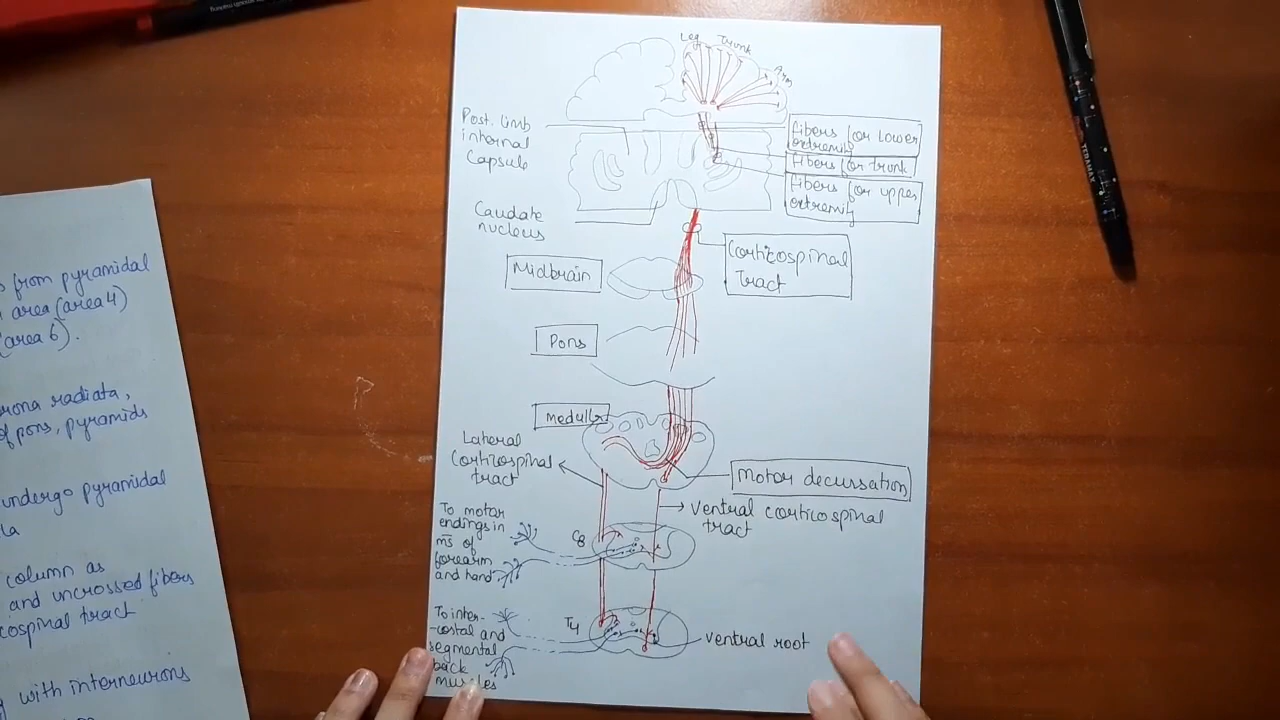 Leg
Trunk
Arm
Post. limb
internal
Capsule
fibers for lower
extremity
fibers for trunk
fibers for upper
extremity
Caudate
nucleus
Corticospinal
Tract
Midbrain
Pons
medulla
Lateral
corticospinal
tract
Motor decussation
ventral corticospinal
tract
To motor
endings in
ms of
forearm
and hand
C8
T4
To inter-
-costal and
segmental
back
muscles
ventral root
from pyramidal
area (area 4)
(area 6).
rona radiata,
of pons, pyramids
undergo pyramidal
la
column as
and uncrossed fibers
cospinal tract
with interneurons
TERAMAX